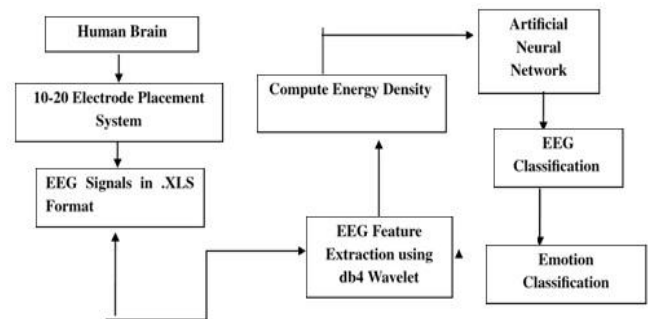 Human Brain
10-20 Electrode Placement
System
EEG Signals in .XLS
Format
EEG Feature
Extraction using
db4 Wavelet
Compute Energy Density
Artificial
Neural
Network
EEG
Classification
Emotion
Classification